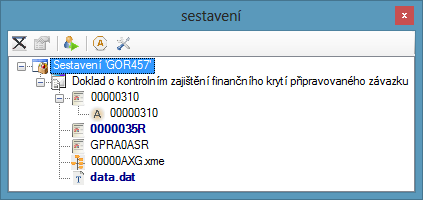 sestavení
x
Sestavení 'GOR457'
Doklad o kontrolním zajištění finančního krytí připravovaného závazku
00000310
A 00000310
0000035R
GPRA0ASR
00000AXG.xme
data.dat